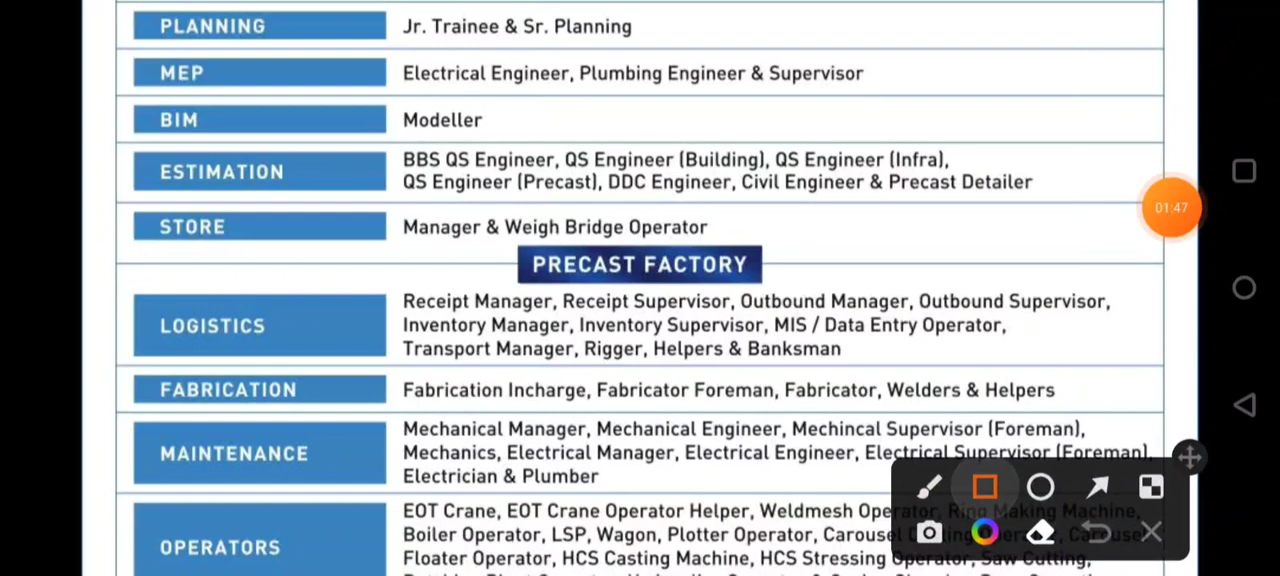 PLANNING
Jr. Trainee & Sr. Planning
MEP
Electrical Engineer, Plumbing Engineer & Supervisor
BIM
Modeller
ESTIMATION
BBS QS Engineer, QS Engineer (Building), QS Engineer (Infra),
QS Engineer (Precast), DDC Engineer, Civil Engineer & Precast Detailer
STORE
Manager & Weigh Bridge Operator
01:47
PRECAST FACTORY
LOGISTICS
Receipt Manager, Receipt Supervisor, Outbound Manager, Outbound Supervisor,
Inventory Manager, Inventory Supervisor, MIS / Data Entry Operator,
Transport Manager, Rigger, Helpers & Banksman
FABRICATION
Fabrication Incharge, Fabricator Foreman, Fabricator, Welders & Helpers
MAINTENANCE
Mechanical Manager, Mechanical Engineer, Mechincal Supervisor (Foreman),
Mechanics, Electrical Manager, Electrical Engineer, Electrical Supervisor (Foreman),
Electrician & Plumber
OPERATORS
EOT Crane, EOT Crane Operator Helper, Weldmesh Operator, Ring Making Machine,
Boiler Operator, LSP, Wagon, Plotter Operator, Carousel Operator, Carousel
Floater Operator, HCS Casting Machine, HCS Stressing Operator, Saw Cutting,